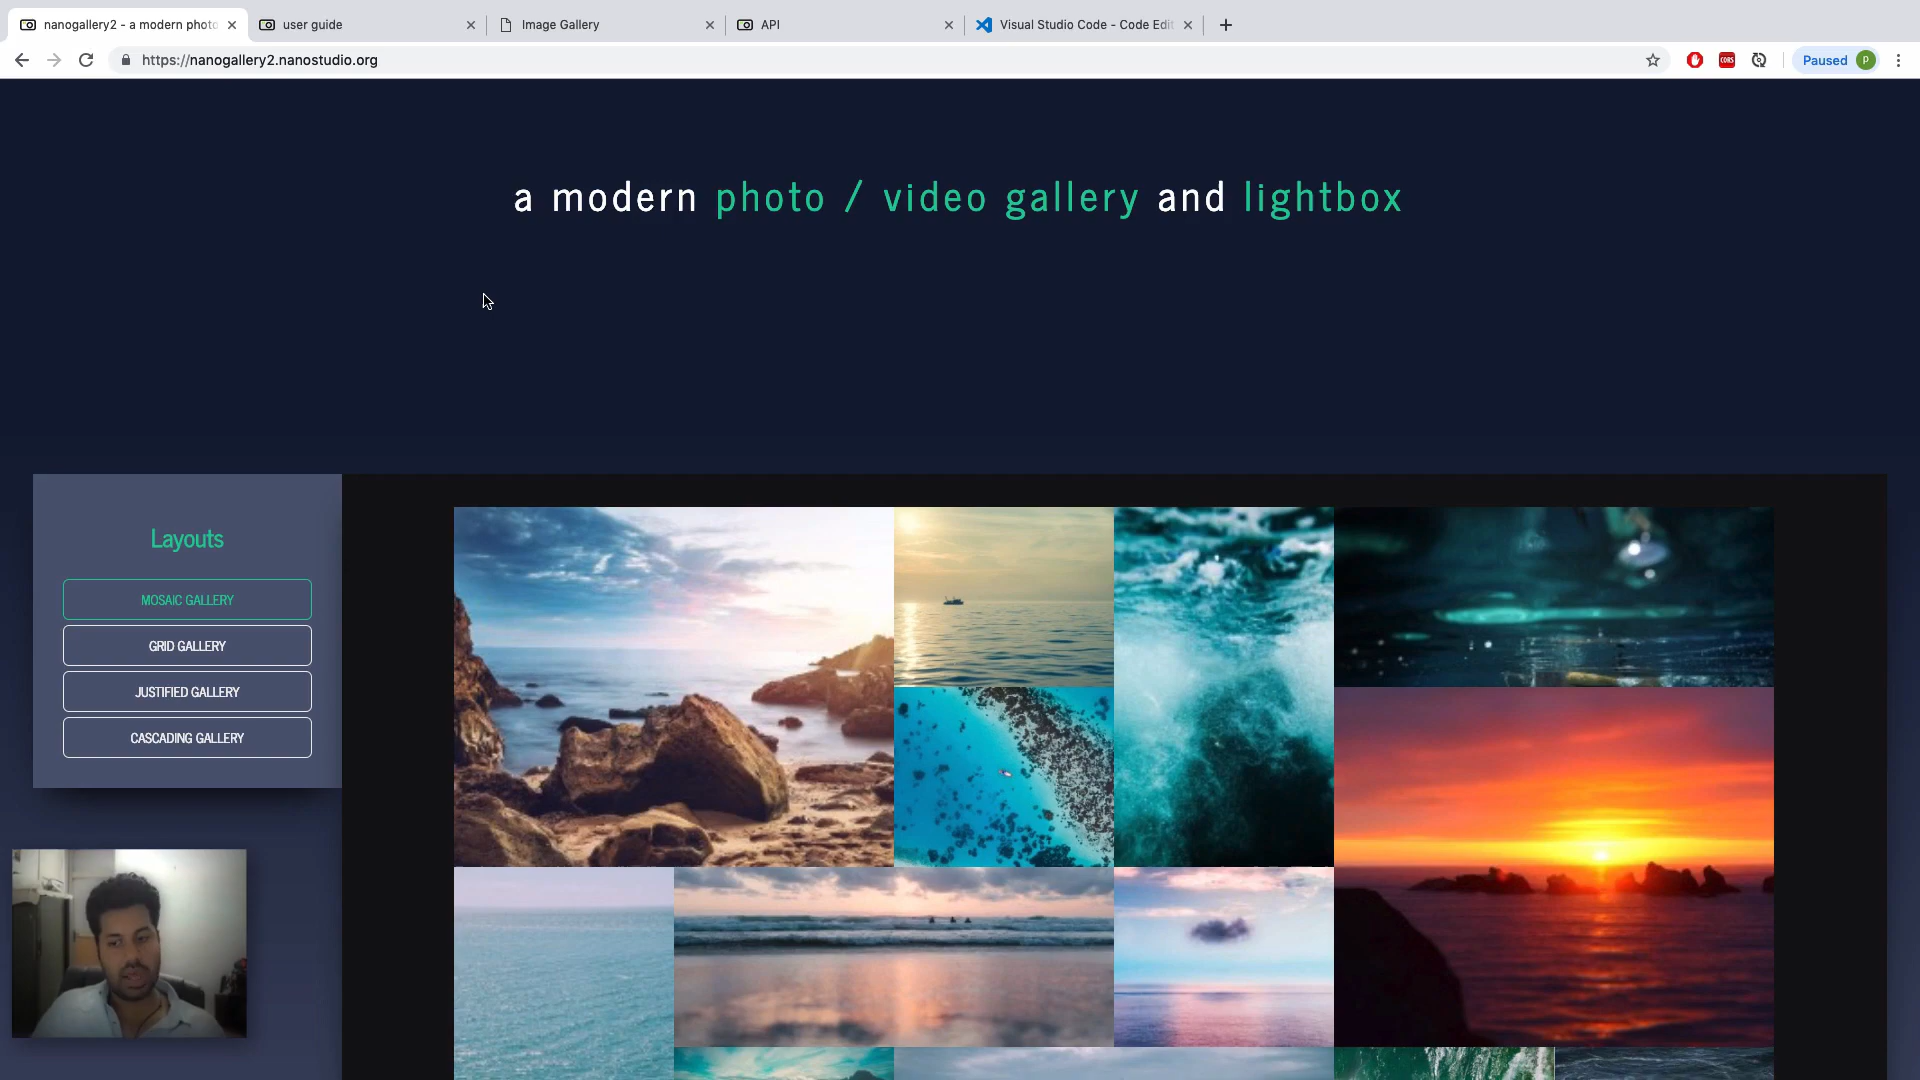 nanogallery2 - a modern photo
user guide
Image Gallery
API
Visual Studio Code - Code Edit
https://nanogallery2.nanostudio.org
CORS
Paused
P
a modern photo / video gallery and lightbox
Layouts
MOSAIC GALLERY
GRID GALLERY
JUSTIFIED GALLERY
CASCADING GALLERY